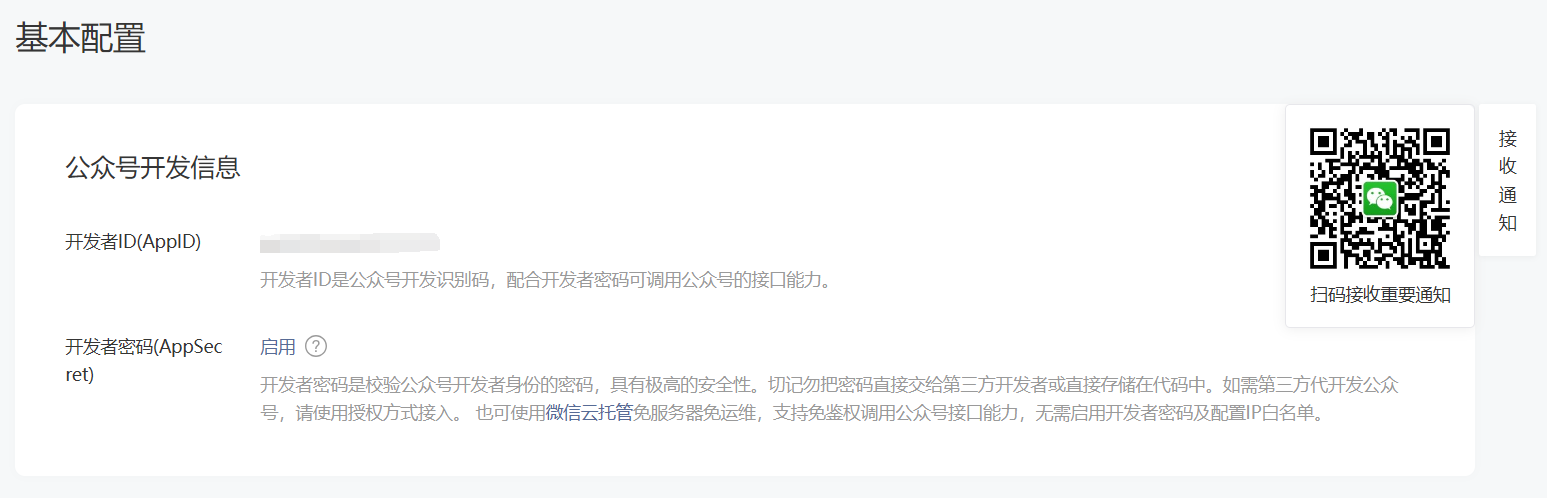 基本配置
公众号开发信息
开发者ID(AppID)
开发者ID是公众号开发识别码，配合开发者密码可调用公众号的接口能力。
开发者密码(AppSec
ret)
启用 ?
开发者密码是校验公众号开发者身份的密码，具有极高的安全性。切记勿把密码直接交给第三方开发者或直接存储在代码中。如需第三方代开发公众
号，请使用授权方式接入。 也可使用微信云托管免服务器免运维，支持免鉴权调用公众号接口能力，无需启用开发者密码及配置IP白名单。
扫码接收重要通知
接
收
通
知